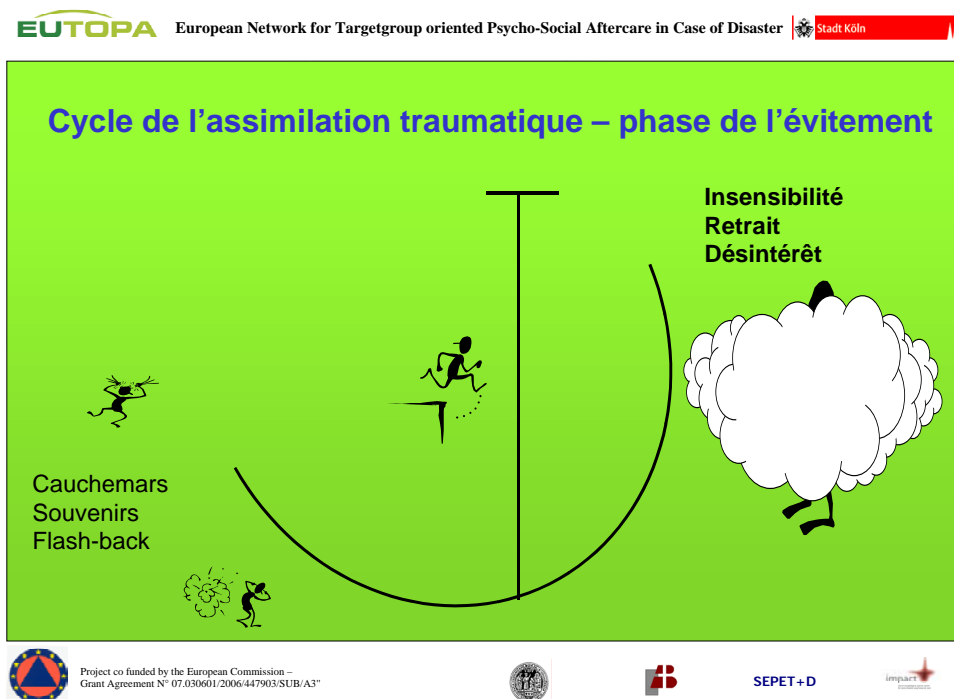 EUTOPA European Network for Targetgroup oriented Psycho-Social Aftercare in Case of Disaster Stadt Köln
Cycle de l’assimilation traumatique – phase de l’évitement
Insensibilité
Retrait
Désintérêt
Cauchemars
Souvenirs
Flash-back
Project co funded by the European Commission –
Grant Agreement N° 07.030601/2006/447903/SUB/A3"
SEPET+D
impact